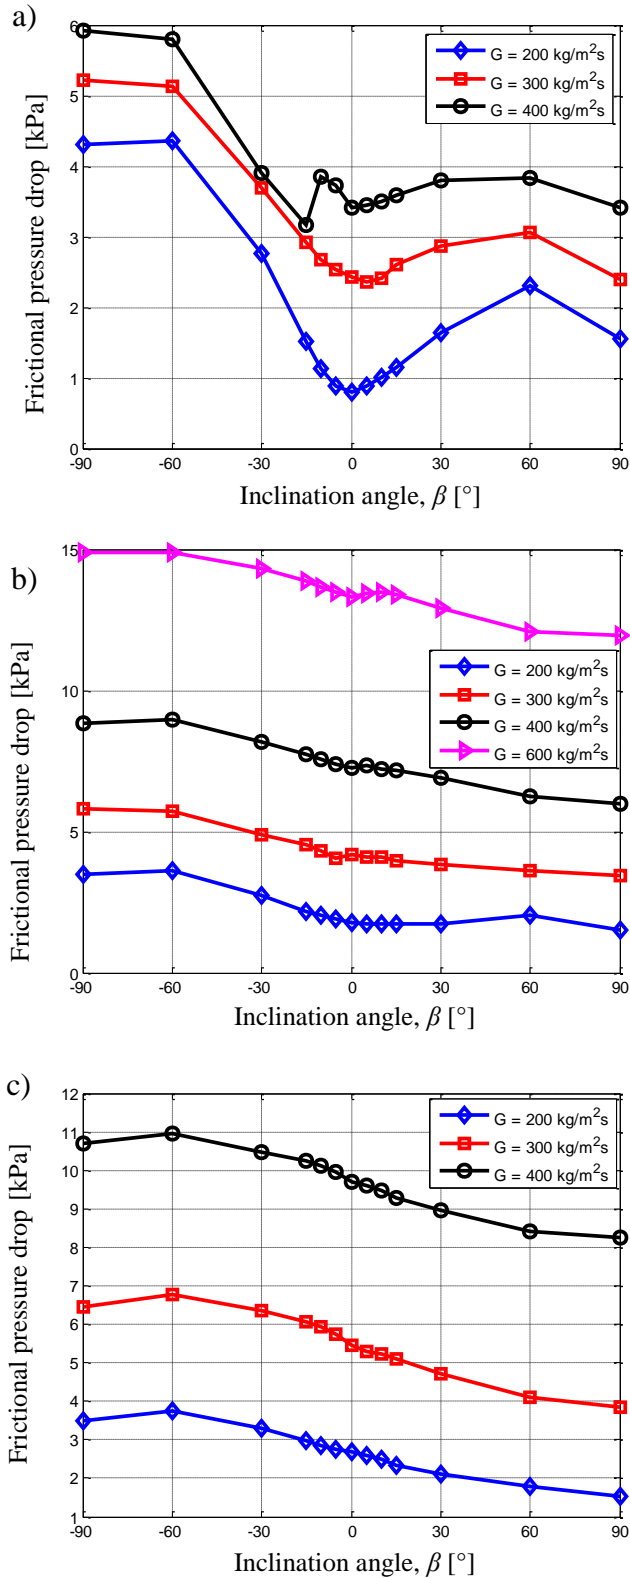 a)
6
5
4
3
2
1
0
Frictional pressure drop [kPa]
G = 200 kg/m²s
G = 300 kg/m²s
G = 400 kg/m²s
-90 -60 -30 0 30 60 90
Inclination angle, β [°]
b)
15
10
5
0
Frictional pressure drop [kPa]
G = 200 kg/m²s
G = 300 kg/m²s
G = 400 kg/m²s
G = 600 kg/m²s
-90 -60 -30 0 30 60 90
Inclination angle, β [°]
c)
12
11
10
9
8
7
6
5
4
3
2
1
Frictional pressure drop [kPa]
G = 200 kg/m²s
G = 300 kg/m²s
G = 400 kg/m²s
-90 -60 -30 0 30 60 90
Inclination angle, β [°]